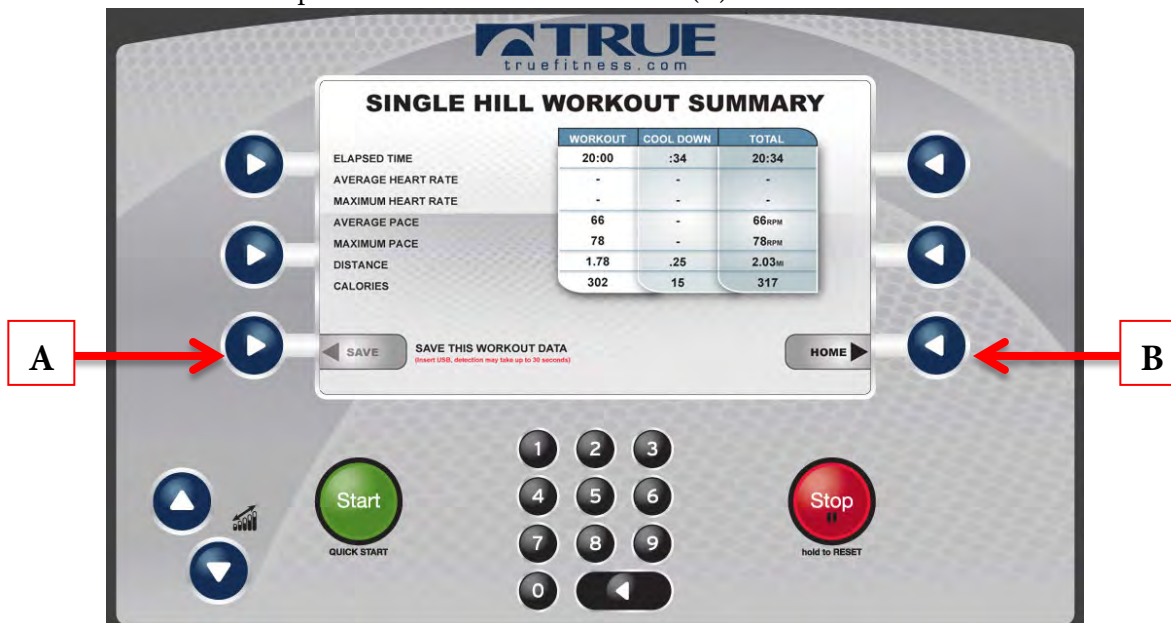 TRUE
truefitness.com
SINGLE HILL WORKOUT SUMMARY
WORKOUT COOL DOWN TOTAL
ELAPSED TIME 20:00 :34 20:34
AVERAGE HEART RATE - - -
MAXIMUM HEART RATE - - -
AVERAGE PACE 66 - 66RPM
MAXIMUM PACE 78 - 78RPM
DISTANCE 1.78 .25 2.03MI
CALORIES 302 15 317
A
SAVE SAVE THIS WORKOUT DATA HOME
(Insert USB, detection may take up to 30 seconds)
B
1 2 3
4 5 6
7 8 9
0
Start
QUICK START
Stop
hold to RESET